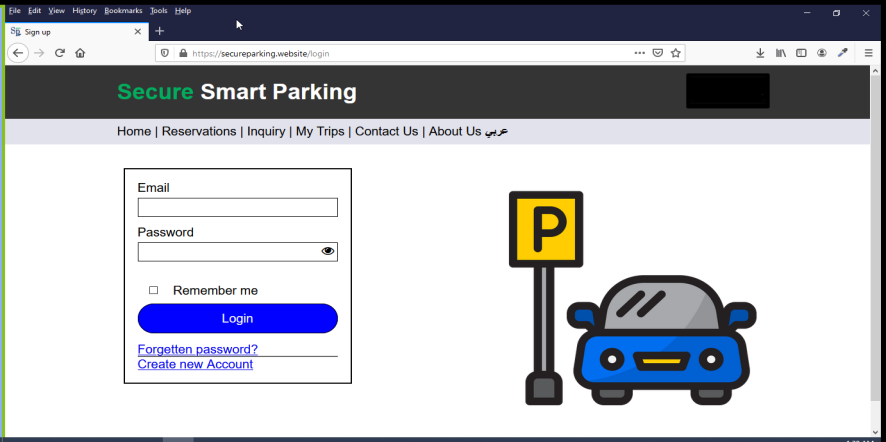 File Edit View History Bookmarks Tools Help
Sign up
https://secureparking.website/login
Secure Smart Parking
Home | Reservations | Inquiry | My Trips | Contact Us | About Us عربي
Email
Password
Remember me
Login
Forgetten password?
Create new Account
P